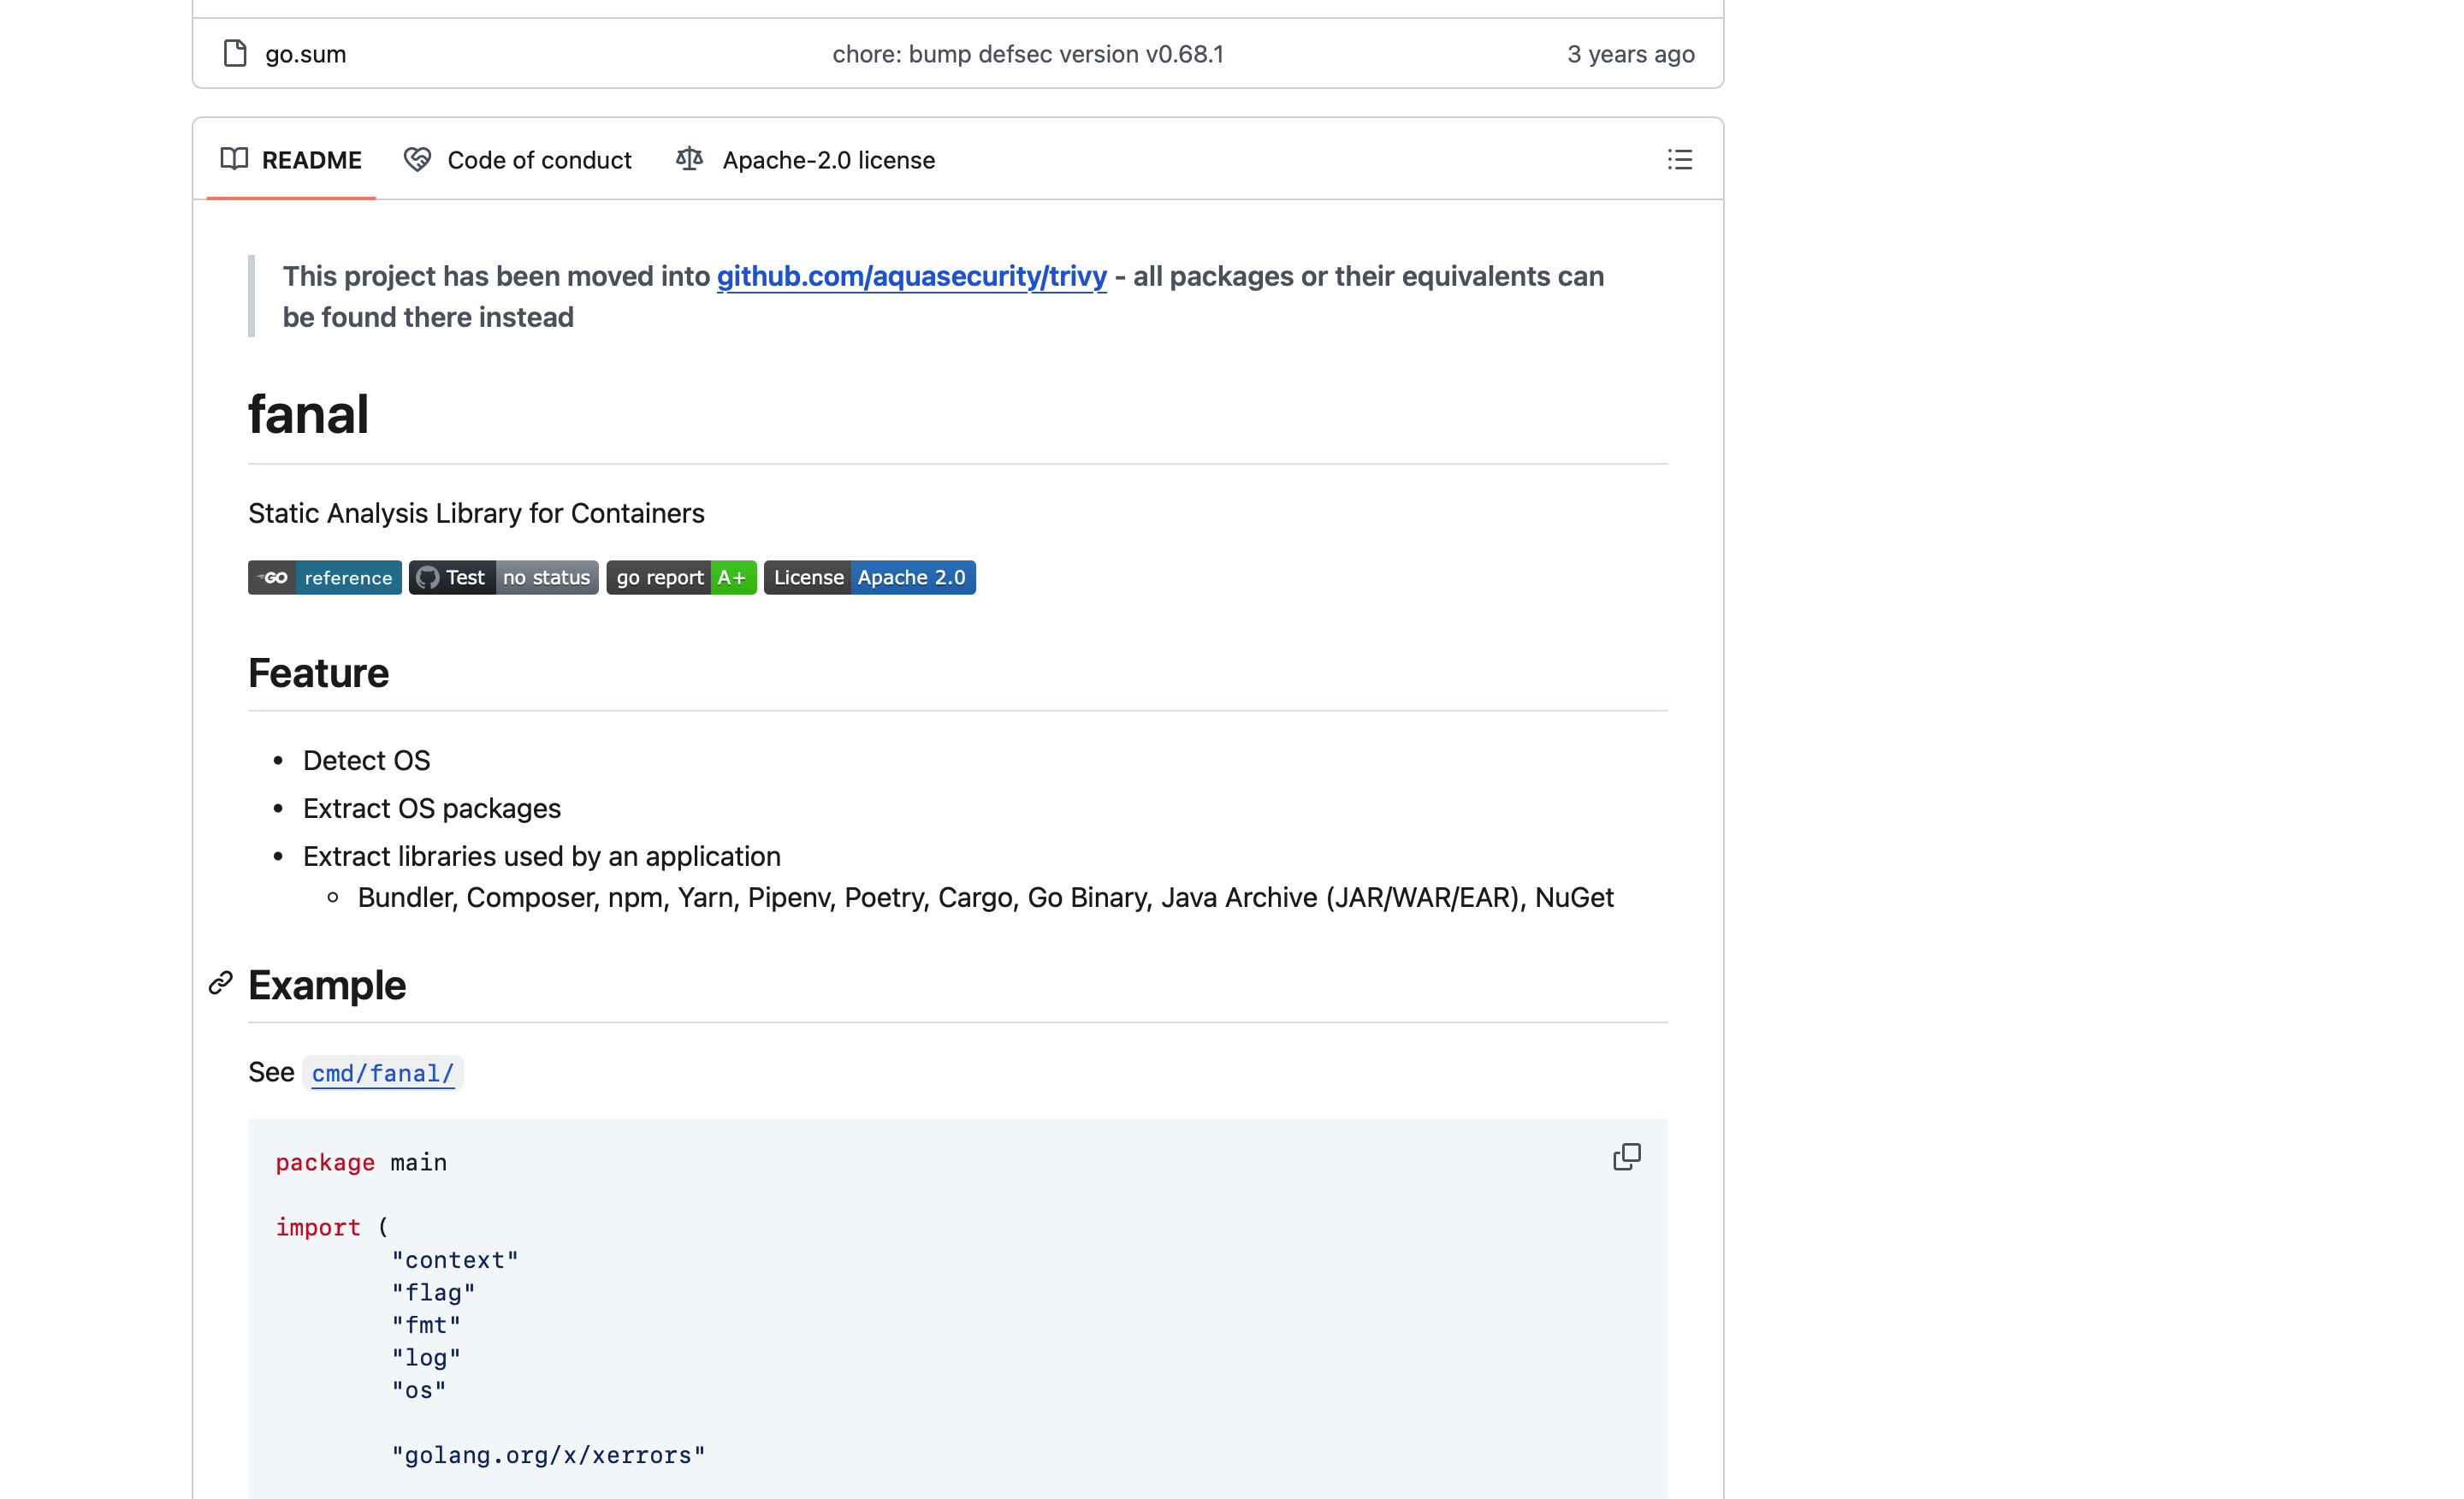 go.sum chore: bump defsec version v0.68.1 3 years ago
README Code of conduct Apache-2.0 license
This project has been moved into github.com/aquasecurity/trivy - all packages or their equivalents can
be found there instead
fanal
Static Analysis Library for Containers
GO reference Test no status go report A+ License Apache 2.0
Feature
• Detect OS
• Extract OS packages
• Extract libraries used by an application
◦ Bundler, Composer, npm, Yarn, Pipenv, Poetry, Cargo, Go Binary, Java Archive (JAR/WAR/EAR), NuGet
Example
See cmd/fanal/
package main
import (
"context"
"flag"
"fmt"
"log"
"os"
"golang.org/x/xerrors"